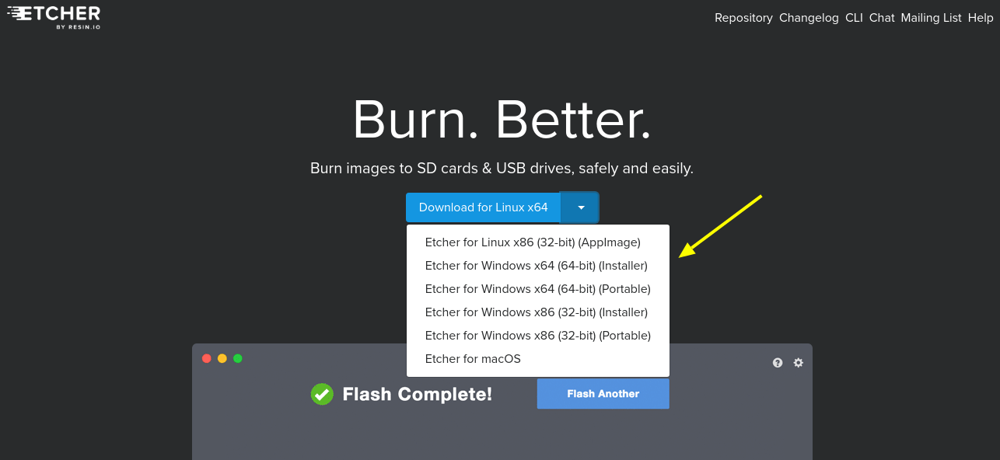 ETCHER
BY RESIN.IO
Repository Changelog CLI Chat Mailing List Help
Burn. Better.
Burn images to SD cards & USB drives, safely and easily.
Download for Linux x64
Etcher for Linux x86 (32-bit) (AppImage)
Etcher for Windows x64 (64-bit) (Installer)
Etcher for Windows x64 (64-bit) (Portable)
Etcher for Windows x86 (32-bit) (Installer)
Etcher for Windows x86 (32-bit) (Portable)
Etcher for macOS
Flash Complete!
Flash Another